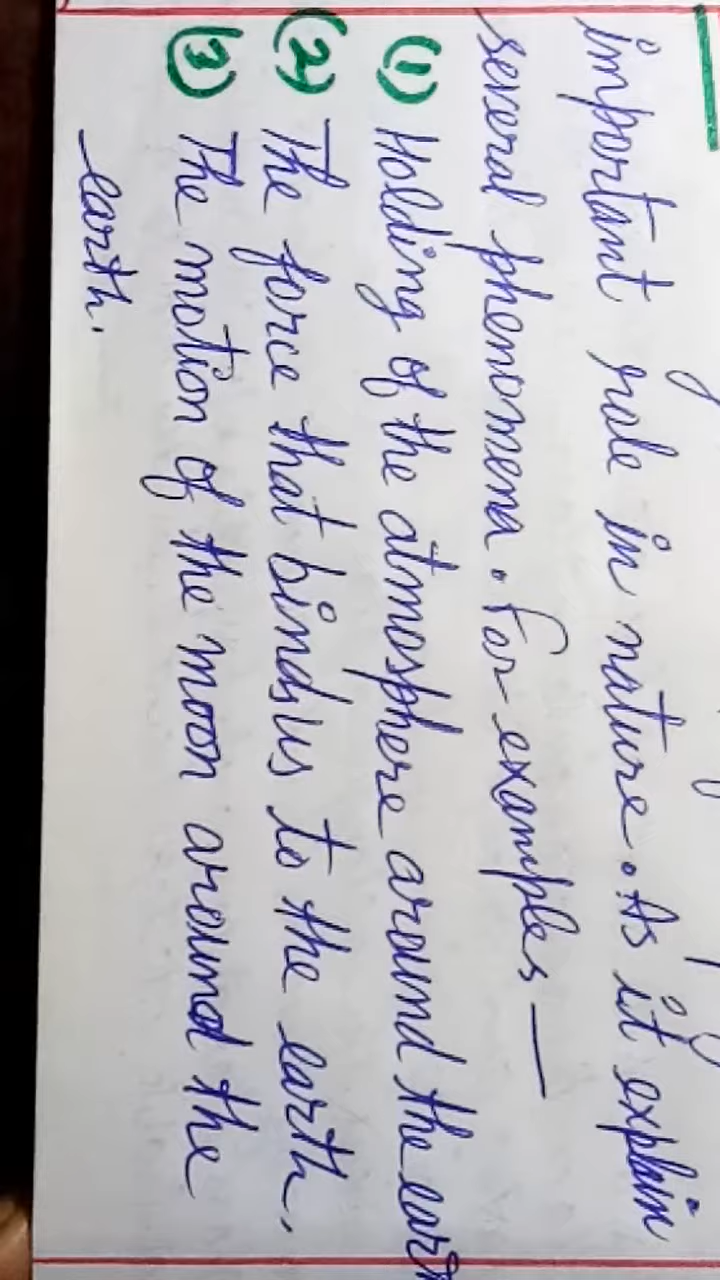 important role in nature. As it explain
several phenomena. For examples —
(1) Holding of the atmosphere around the earth
(2) The force that binds us to the earth.
(3) The motion of the moon around the
earth.